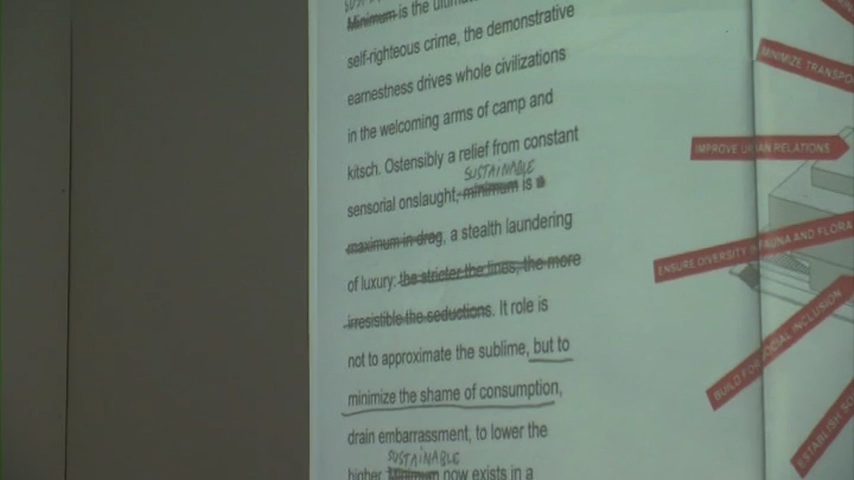 Minimum is the
self-righteous crime, the demonstrative
earnestness drives whole civilizations
in the welcoming arms of camp and
kitsch. Ostensibly a relief from constant
SUSTAINABLE
sensorial onslaught, minimum is a
maximum in drag, a stealth laundering
of luxury: the stricter the lines, the more
irresistible the seductions. It role is
not to approximate the sublime, but to
minimize the shame of consumption,
drain embarrassment, to lower the
SUSTAINABLE
higher. Minimum now exists in a
MINIMIZE
IMPROVE URBAN RELATIONS
ENSURE DIVERSITY IN FAUNA AND FLORA
BUILD FOR SOCIAL INCLUSION
ESTABLISH